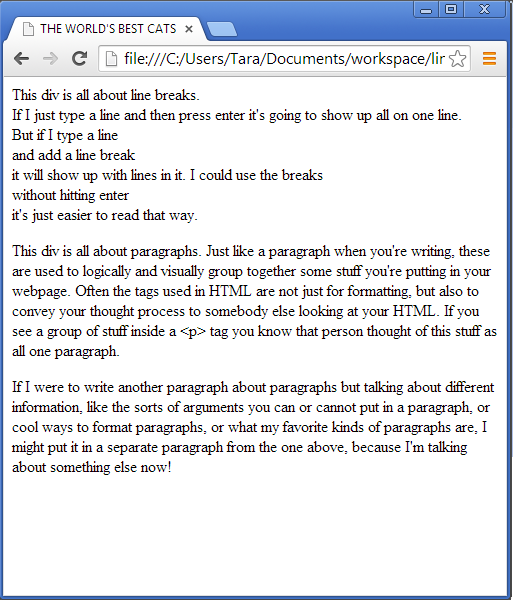 THE WORLD'S BEST CATS
file:///C:/Users/Tara/Documents/workspace/lir
This div is all about line breaks.
If I just type a line and then press enter it's going to show up all on one line.
But if I type a line
and add a line break
it will show up with lines in it. I could use the breaks
without hitting enter
it's just easier to read that way.
This div is all about paragraphs. Just like a paragraph when you're writing, these
are used to logically and visually group together some stuff you're putting in your
webpage. Often the tags used in HTML are not just for formatting, but also to
convey your thought process to somebody else looking at your HTML. If you
see a group of stuff inside a <p> tag you know that person thought of this stuff as
all one paragraph.
If I were to write another paragraph about paragraphs but talking about different
information, like the sorts of arguments you can or cannot put in a paragraph, or
cool ways to format paragraphs, or what my favorite kinds of paragraphs are, I
might put it in a separate paragraph from the one above, because I'm talking
about something else now!